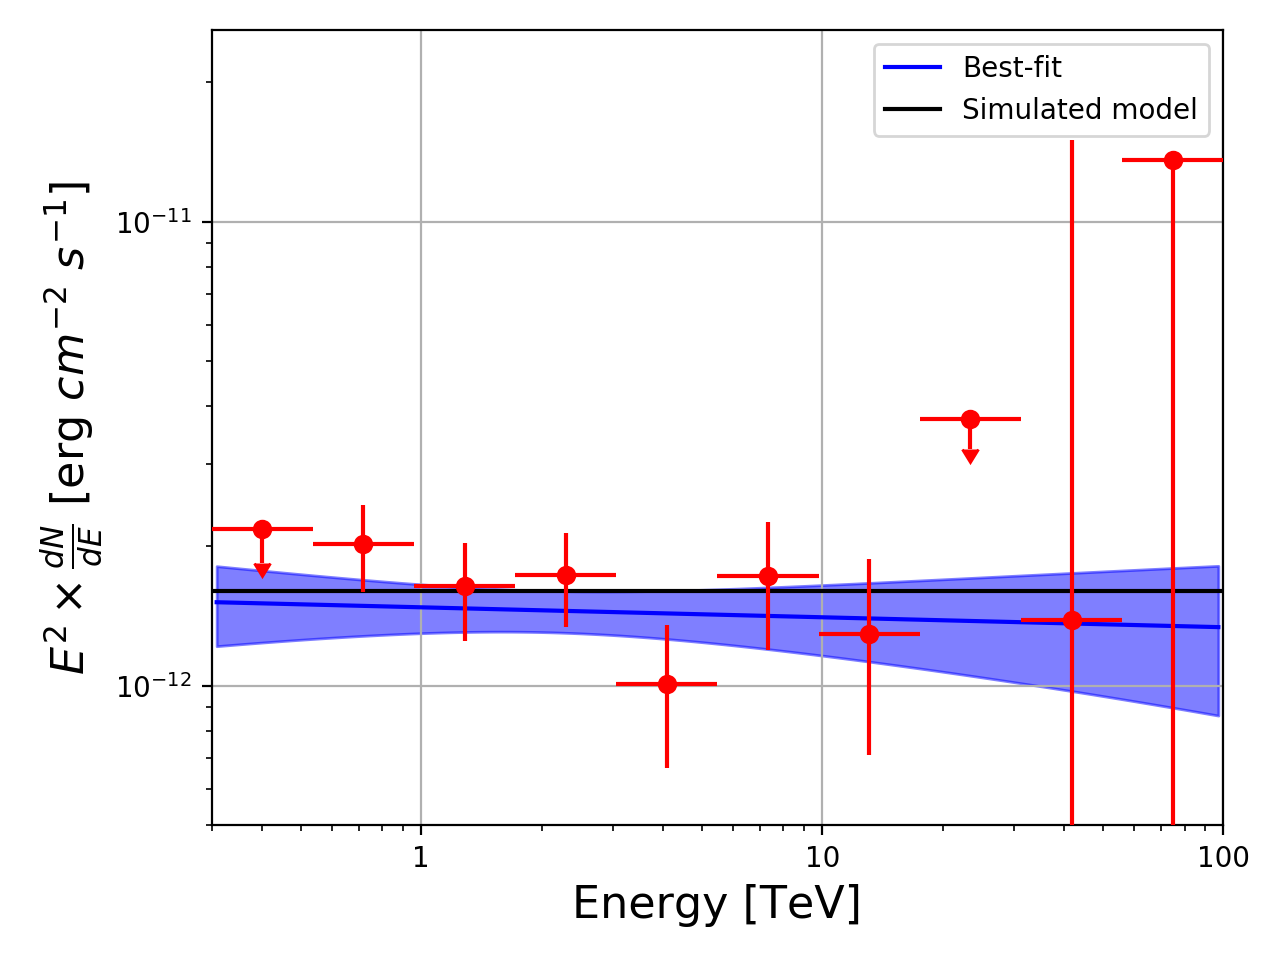 Best-fit
Simulated model
10⁻¹¹
10⁻¹²
E² × dN/dE [erg cm⁻² s⁻¹]
1
10
100
Energy [TeV]